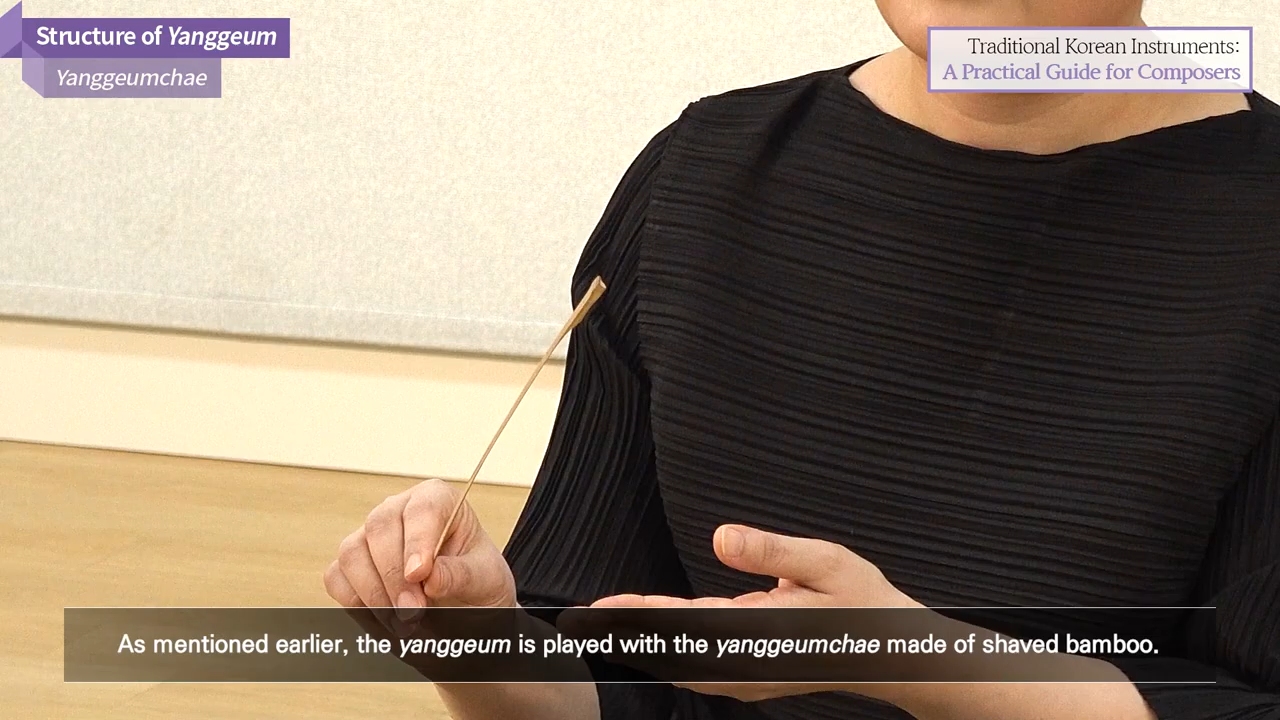 Structure of Yanggeum
Yanggeumchae
Traditional Korean Instruments:
A Practical Guide for Composers
As mentioned earlier, the yanggeum is played with the yanggeumchae made of shaved bamboo.